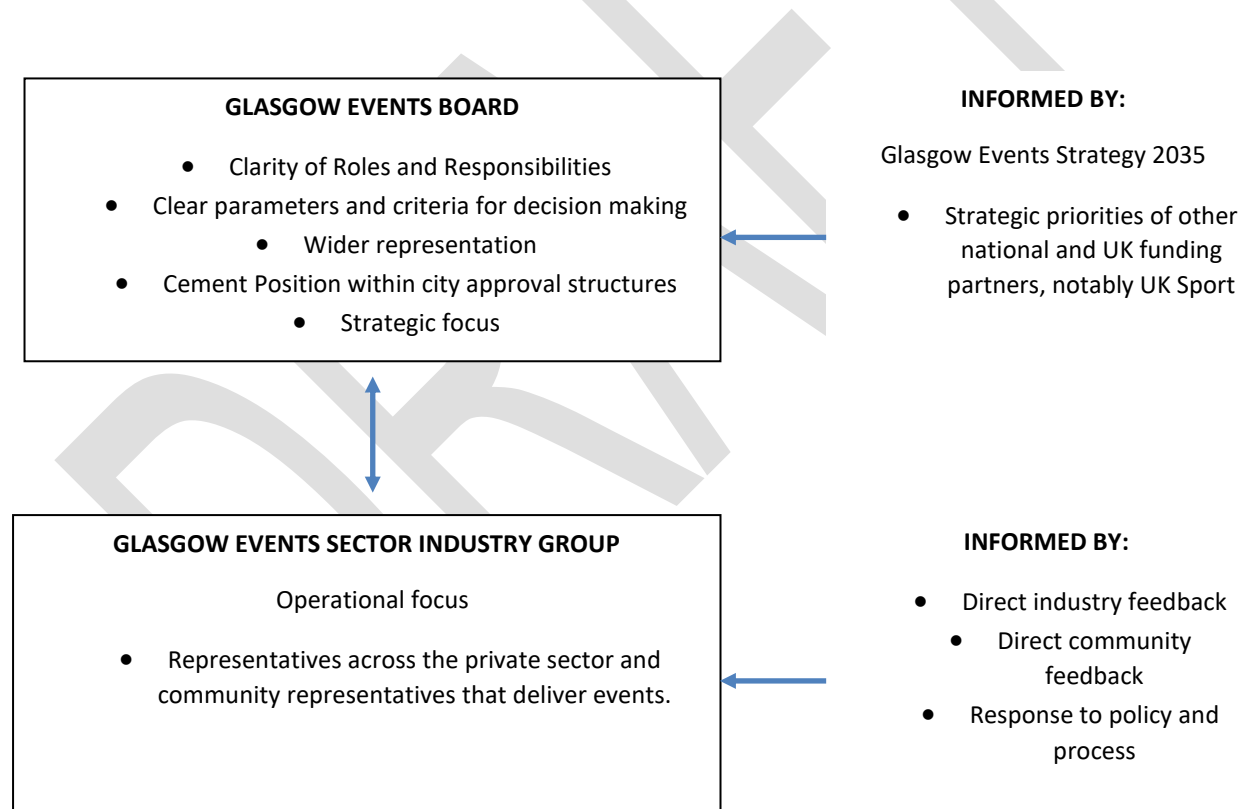 GLASGOW EVENTS BOARD
• Clarity of Roles and Responsibilities
• Clear parameters and criteria for decision making
• Wider representation
• Cement Position within city approval structures
• Strategic focus
INFORMED BY:
Glasgow Events Strategy 2035
• Strategic priorities of other
national and UK funding
partners, notably UK Sport
GLASGOW EVENTS SECTOR INDUSTRY GROUP
Operational focus
• Representatives across the private sector and
community representatives that deliver events.
INFORMED BY:
• Direct industry feedback
• Direct community
feedback
• Response to policy and
process